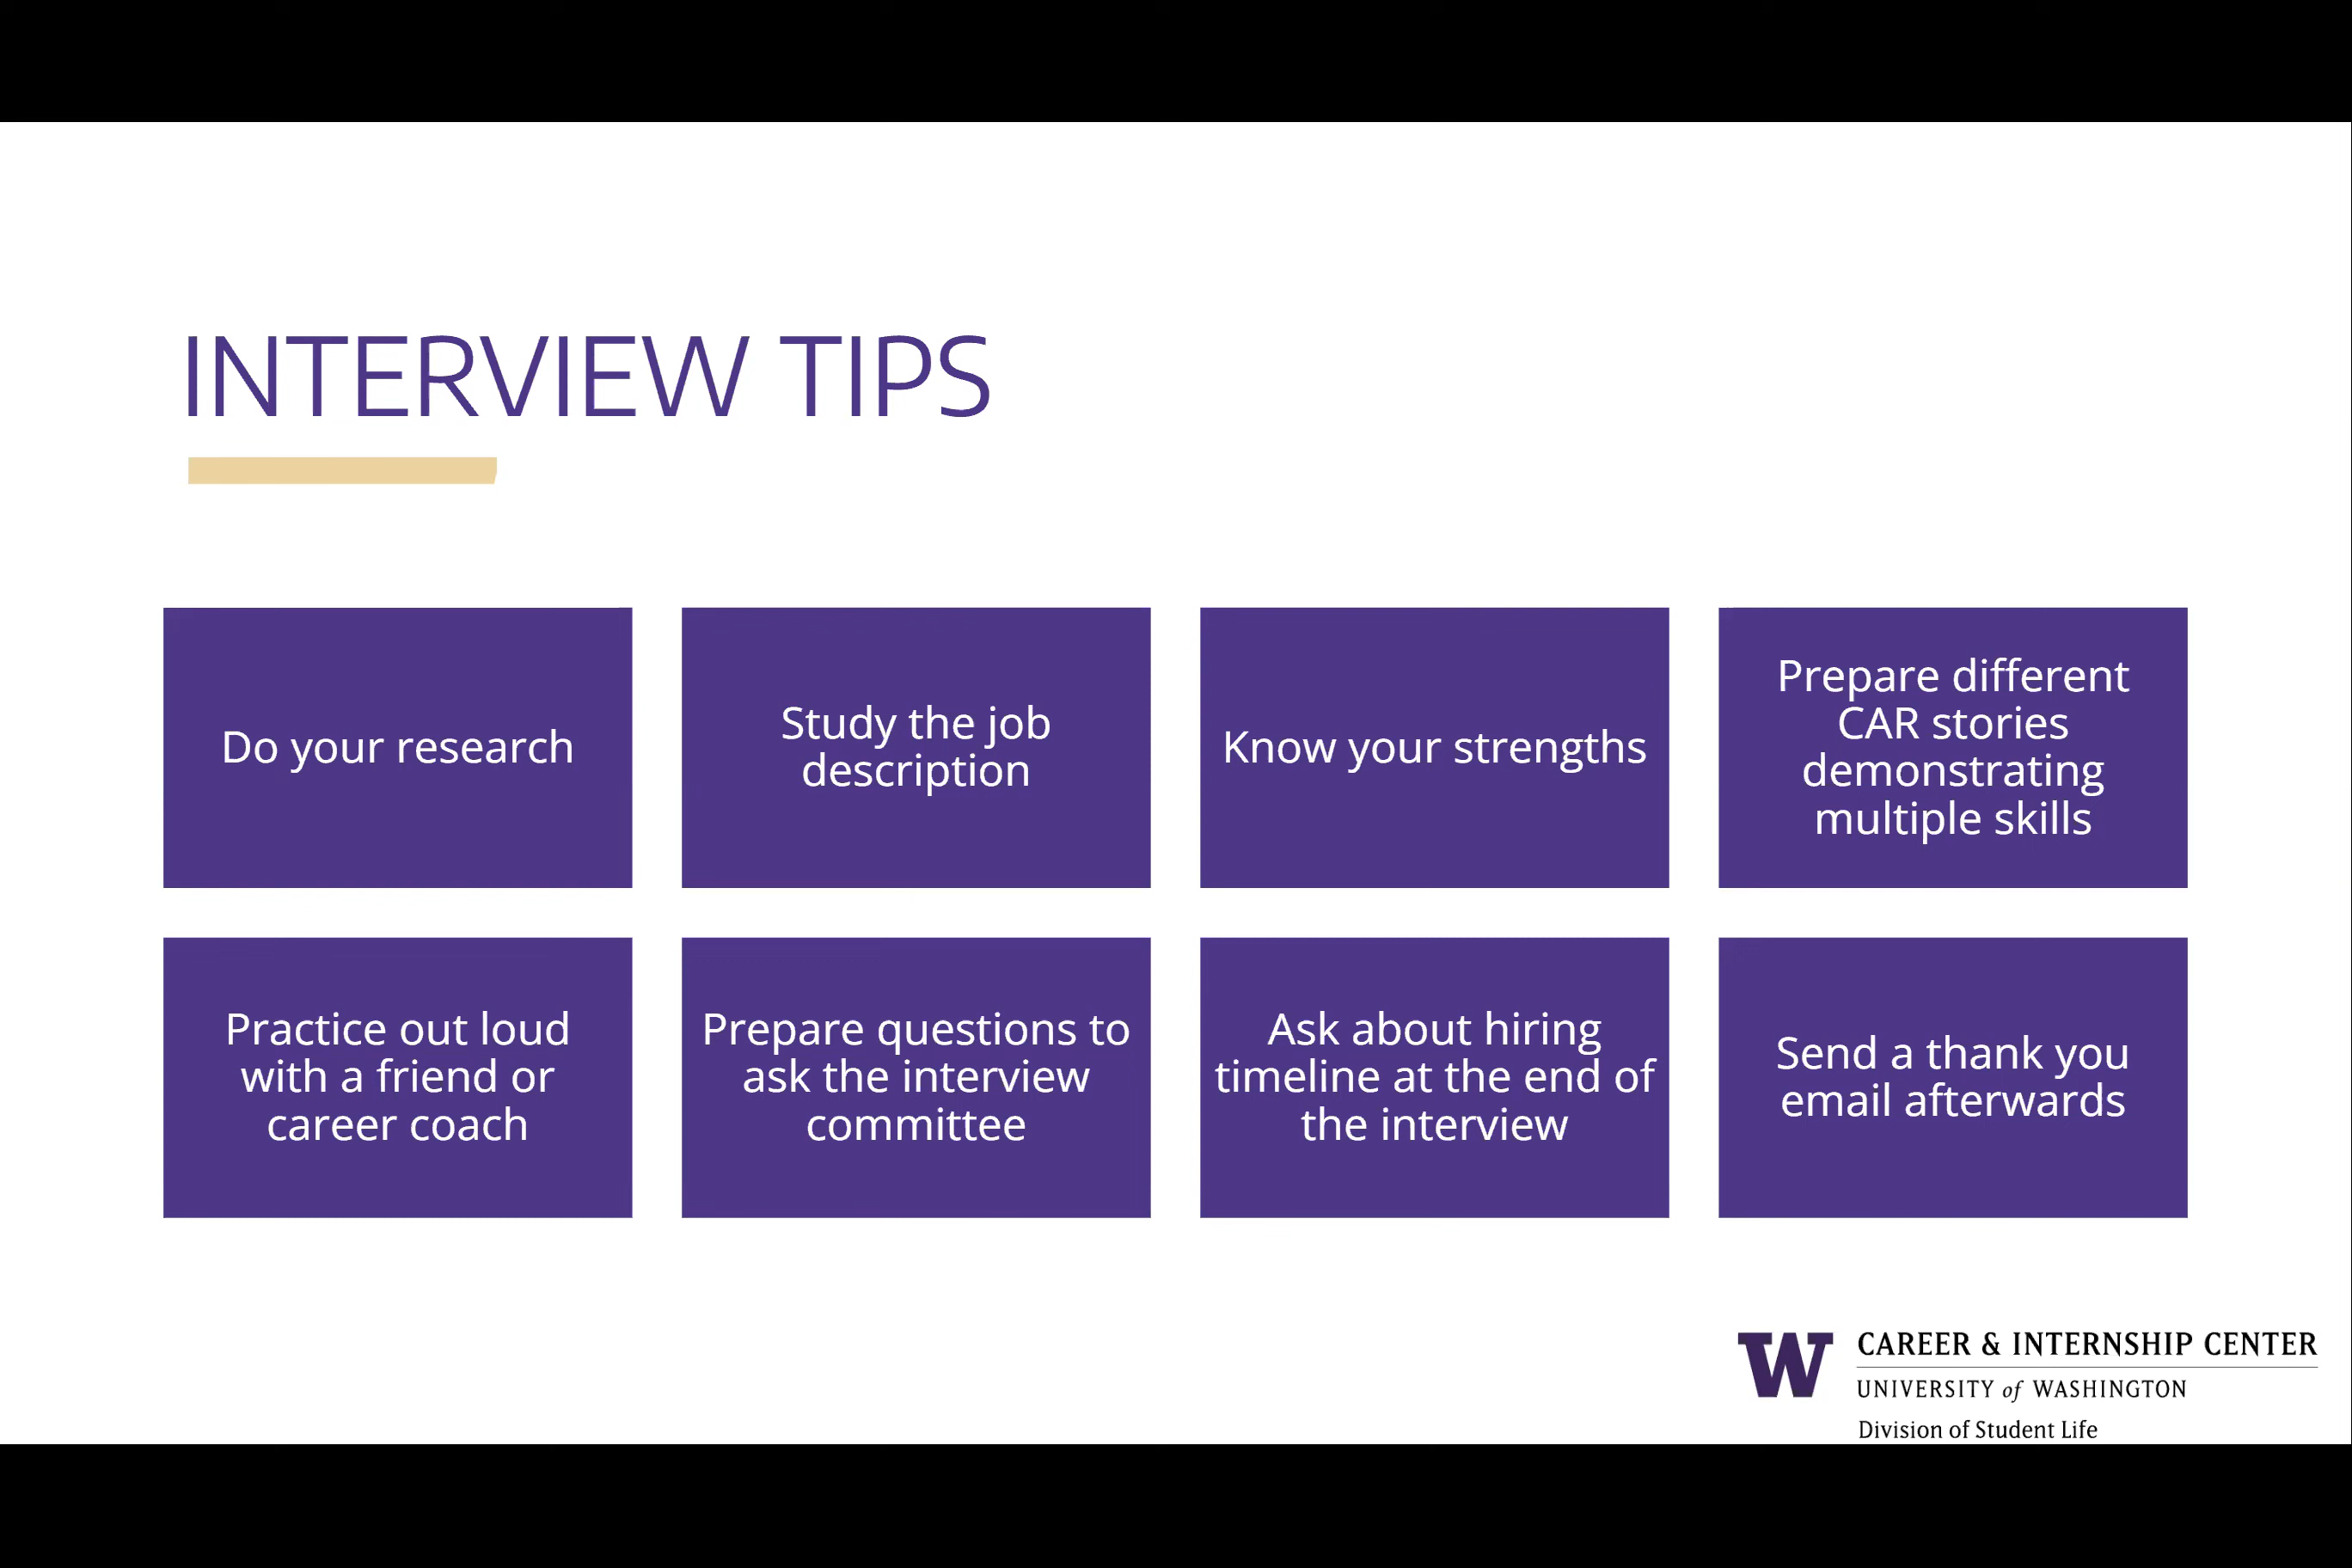 INTERVIEW TIPS
Do your research
Study the job
description
Know your strengths
Prepare different
CAR stories
demonstrating
multiple skills
Practice out loud
with a friend or
career coach
Prepare questions to
ask the interview
committee
Ask about hiring
timeline at the end of
the interview
Send a thank you
email afterwards
W
CAREER & INTERNSHIP CENTER
UNIVERSITY of WASHINGTON
Division of Student Life